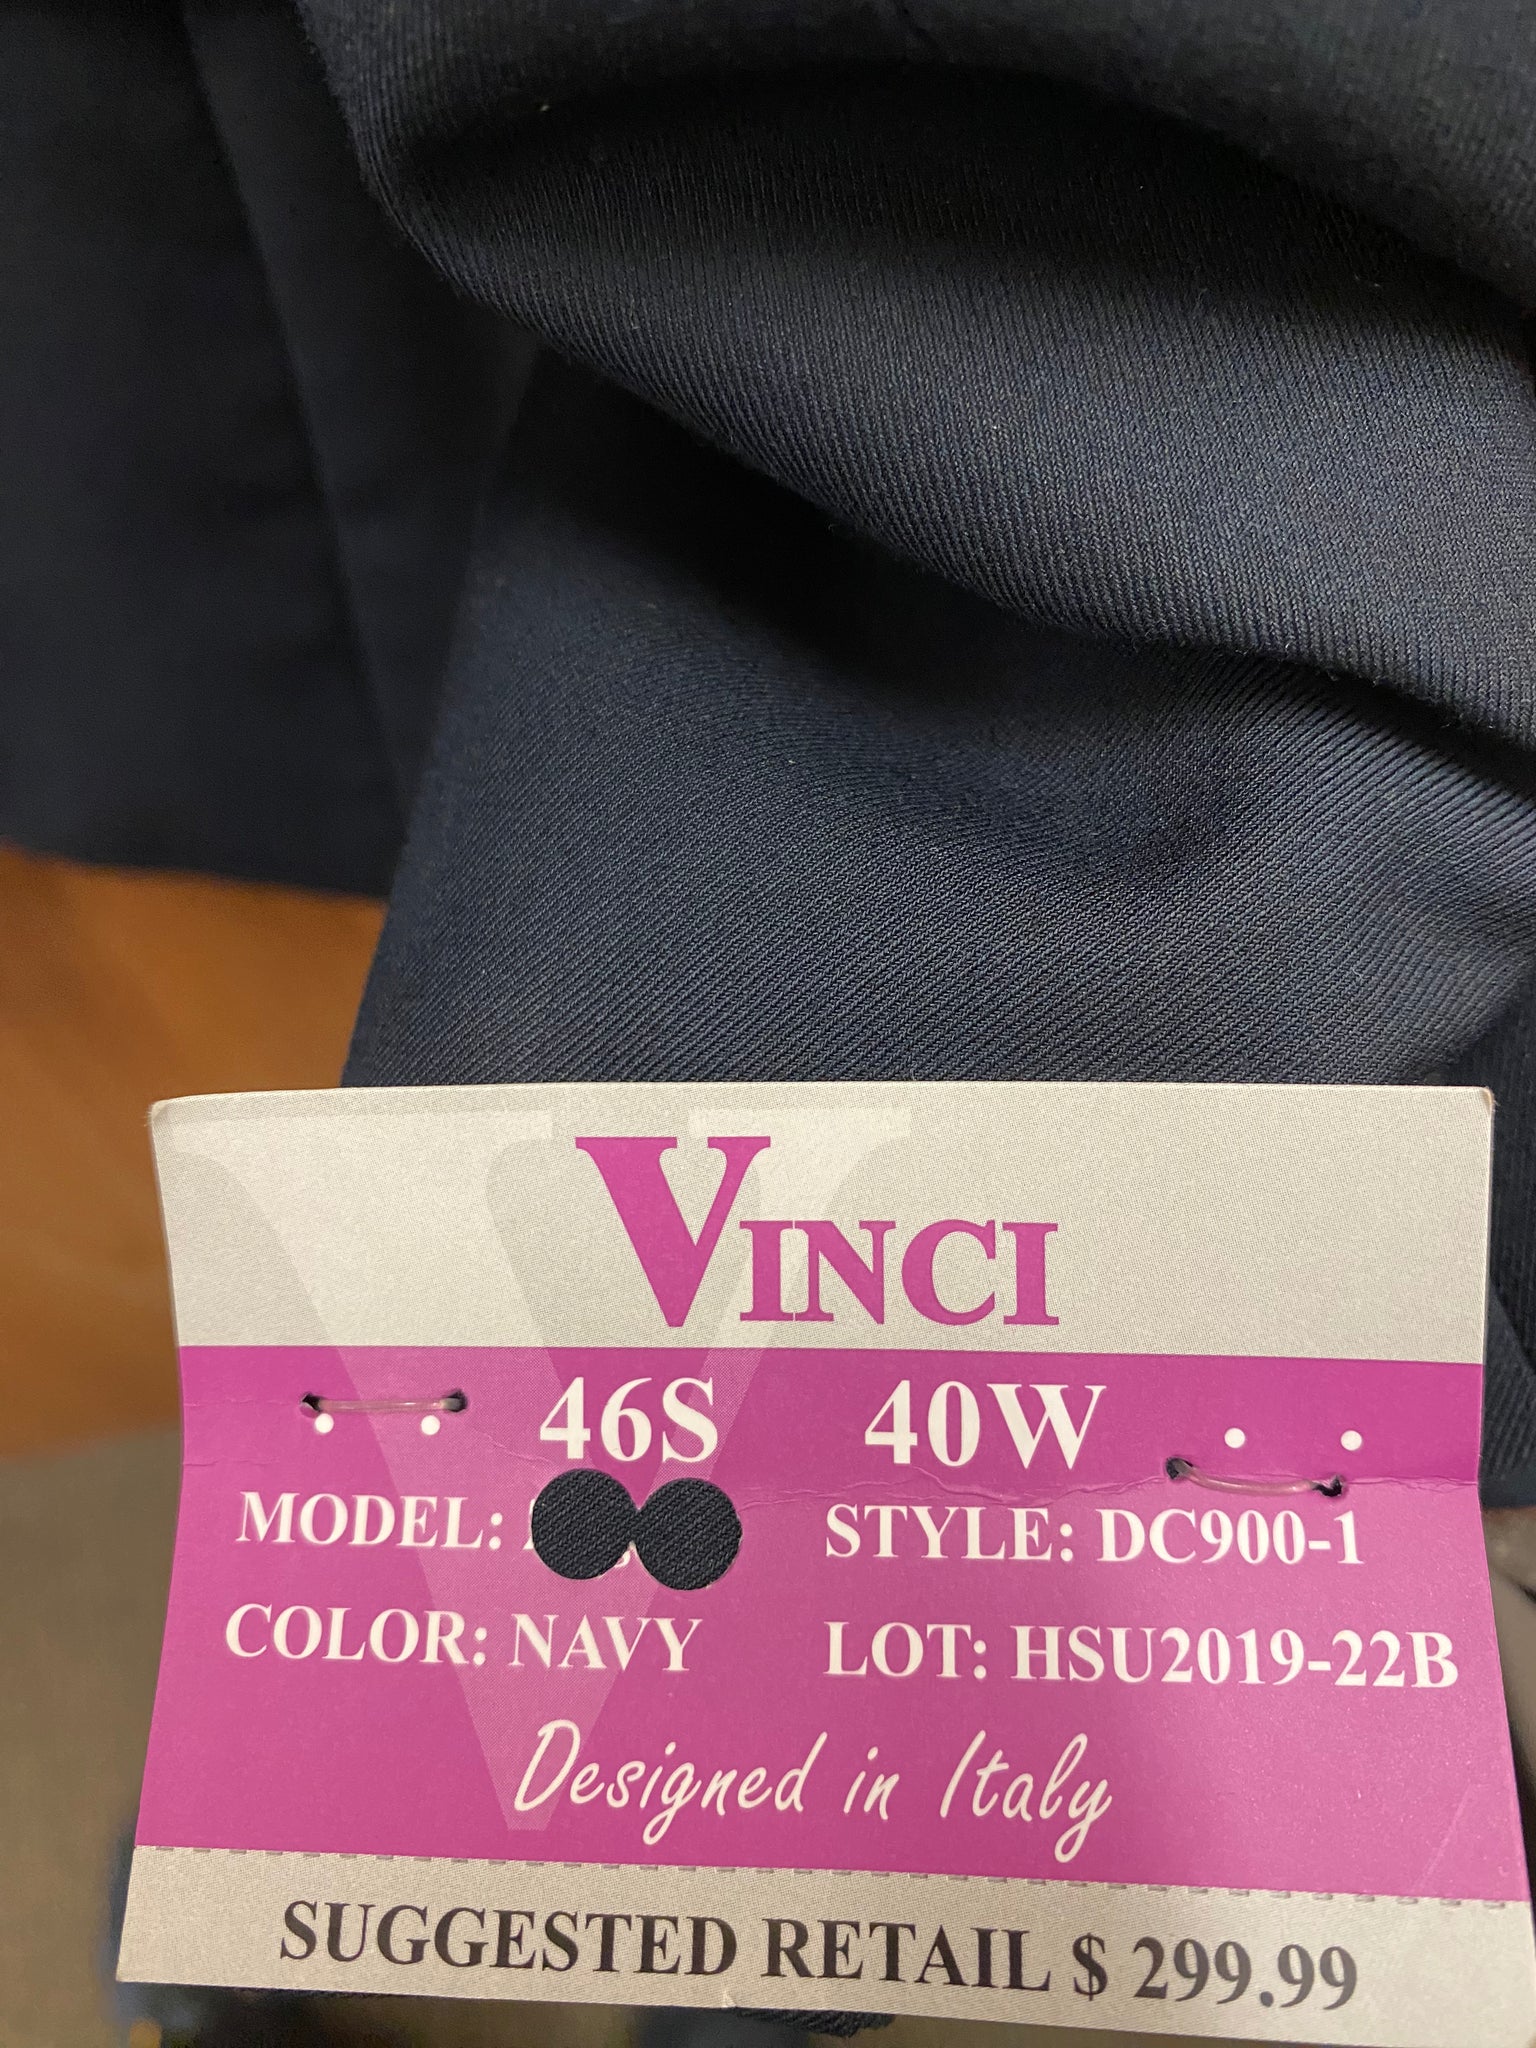 VINCI
46S 40W
MODEL: STYLE: DC900-1
COLOR: NAVY LOT: HSU2019-22B
Designed in Italy
SUGGESTED RETAIL $ 299.99